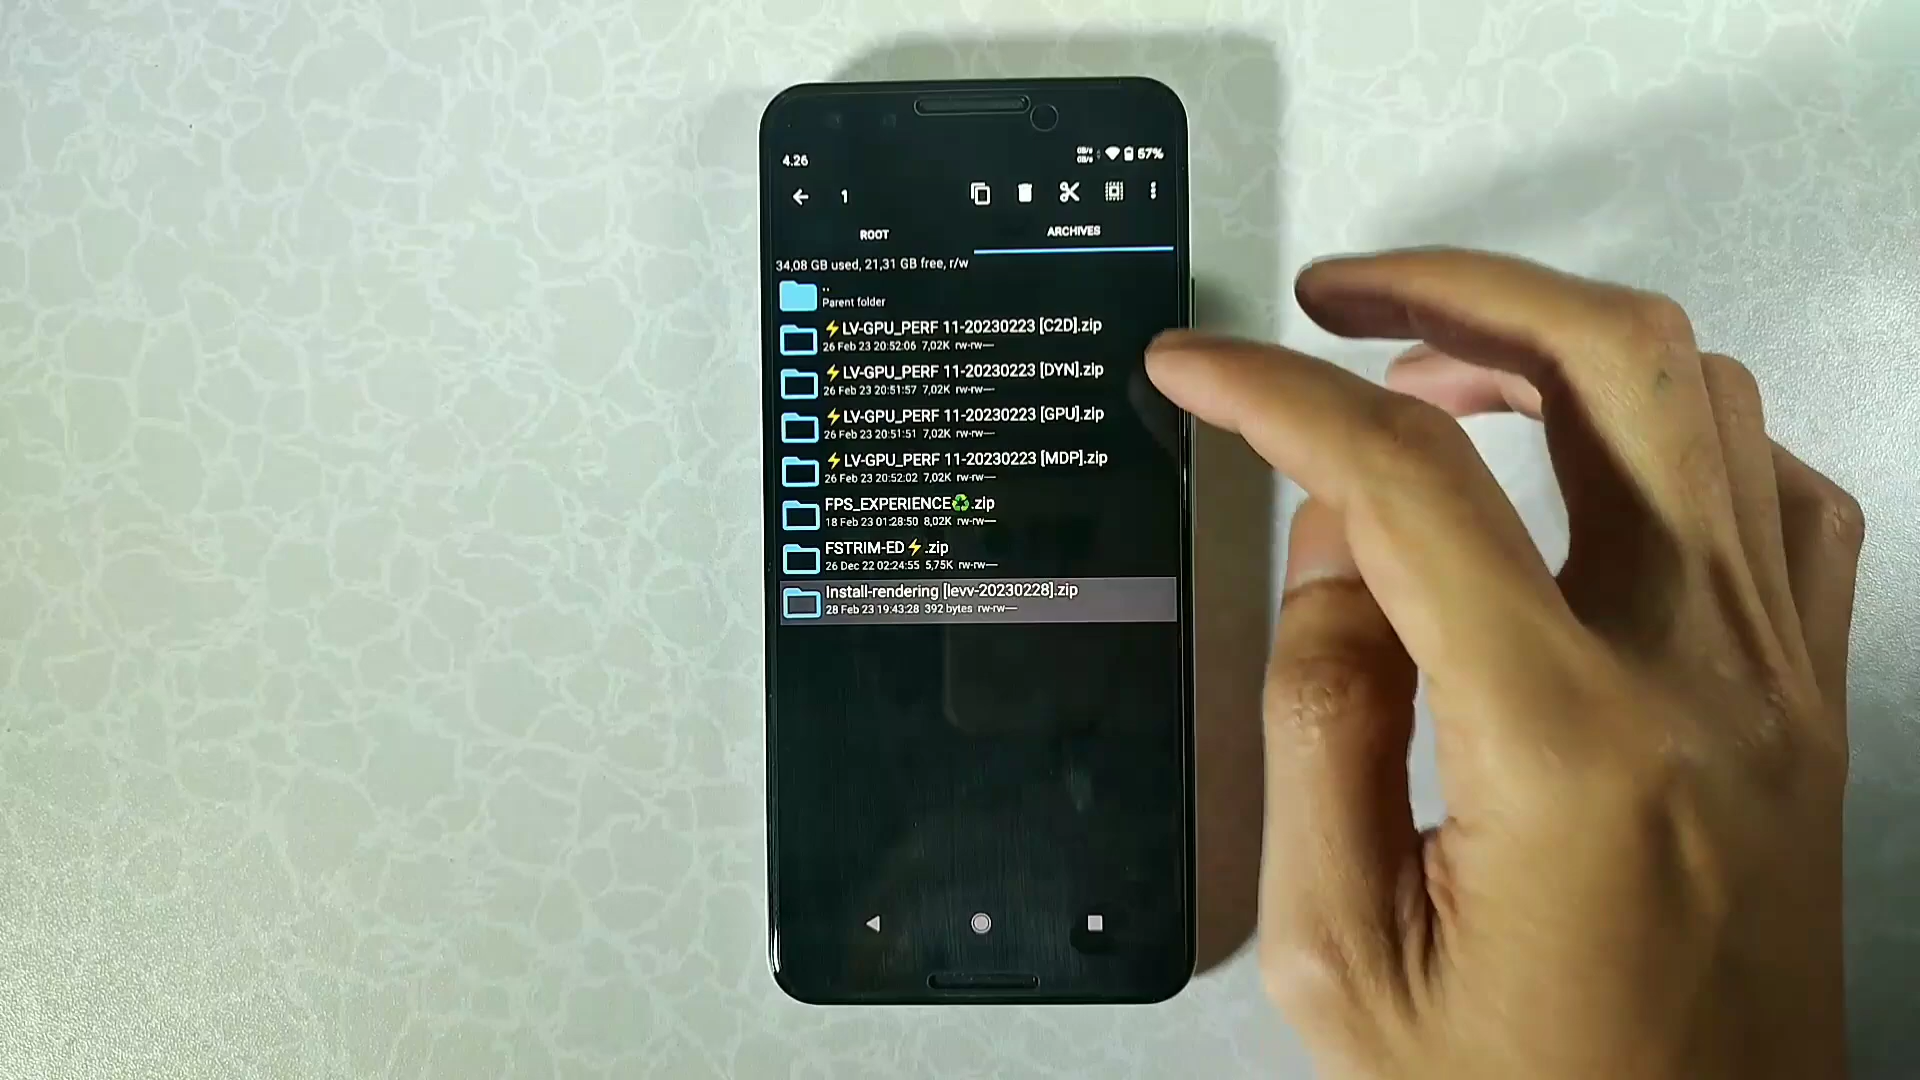 4.26
57%
1
ROOT
ARCHIVES
34,08 GB used, 21,31 GB free, r/w
..
Parent folder
⚡LV-GPU_PERF 11-20230223 [C2D].zip
26 Feb 23 20:52:06 7,02K rw-rw—
⚡LV-GPU_PERF 11-20230223 [DYN].zip
26 Feb 23 20:51:57 7,02K rw-rw—
⚡LV-GPU_PERF 11-20230223 [GPU].zip
26 Feb 23 20:51:51 7,02K rw-rw—
⚡LV-GPU_PERF 11-20230223 [MDP].zip
26 Feb 23 20:52:02 7,02K rw-rw—
FPS_EXPERIENCE♻.zip
18 Feb 23 01:28:50 8,02K rw-rw—
FSTRIM-ED⚡.zip
26 Dec 22 02:24:55 5,75K rw-rw—
Install-rendering [levv-20230228].zip
28 Feb 23 19:43:28 392 bytes rw-rw—